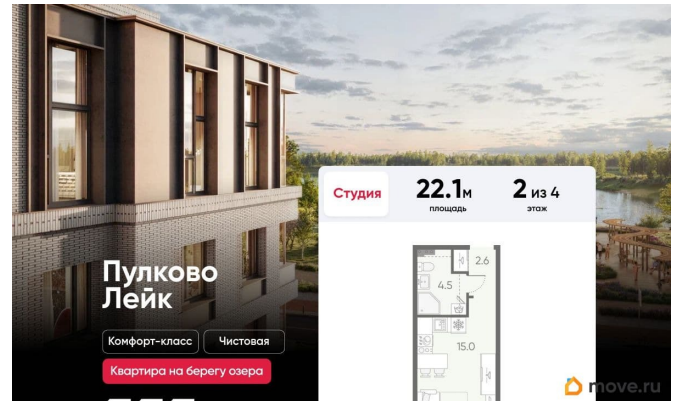 Студия
22.1м
площадь
2 из 4
этаж
2.6
4.5
15.0
Пулково
Лейк
Комфорт-класс
Чистовая
Квартира на берегу озера
move.ru